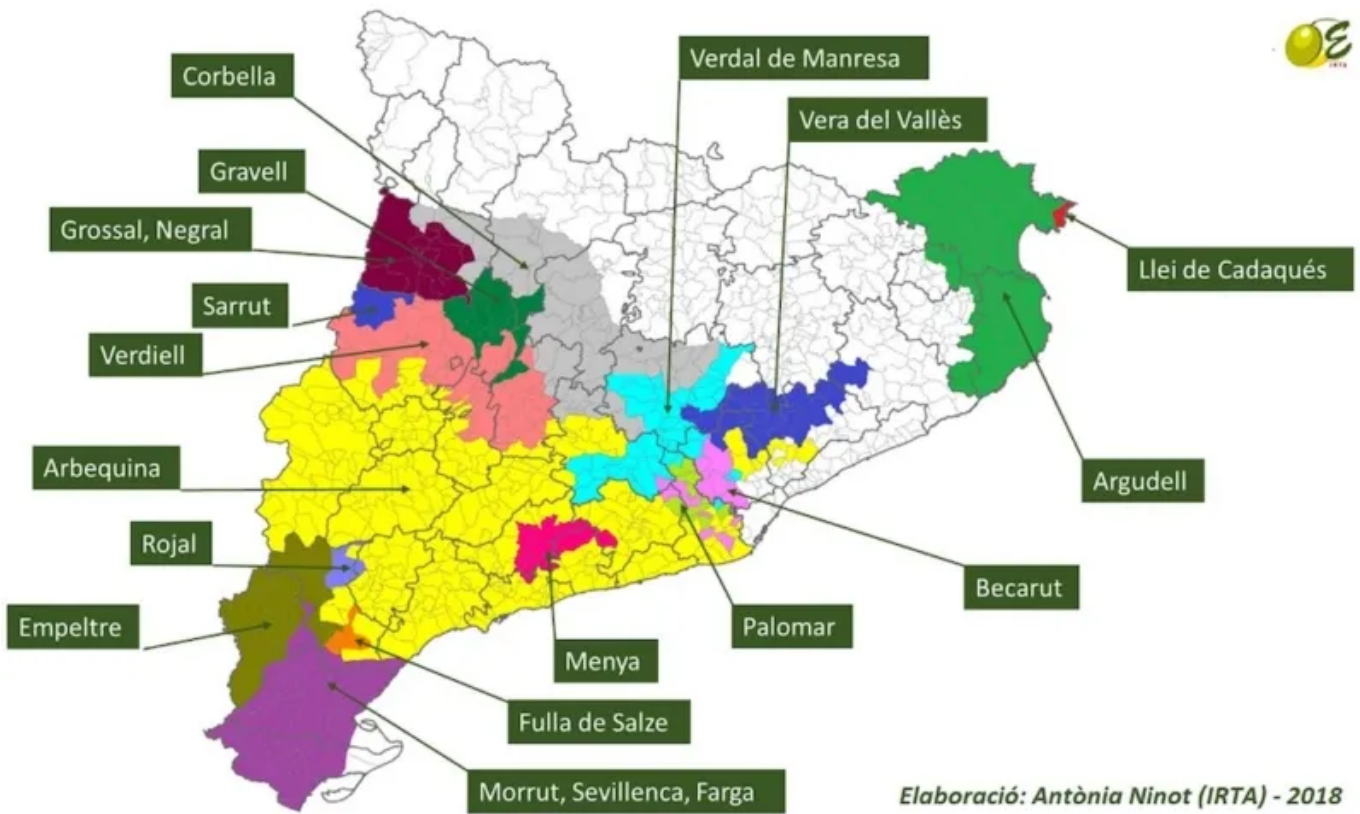 Corbella
Verdal de Manresa
Vera del Vallès
Gravell
Grossal, Negral
Llei de Cadaqués
Sarrut
Verdiell
Arbequina
Argudell
Rojal
Becarut
Empeltre
Palomar
Menya
Fulla de Salze
Morrut, Sevillenca, Farga
Elaboració: Antònia Ninot (IRTA) - 2018
IRTA